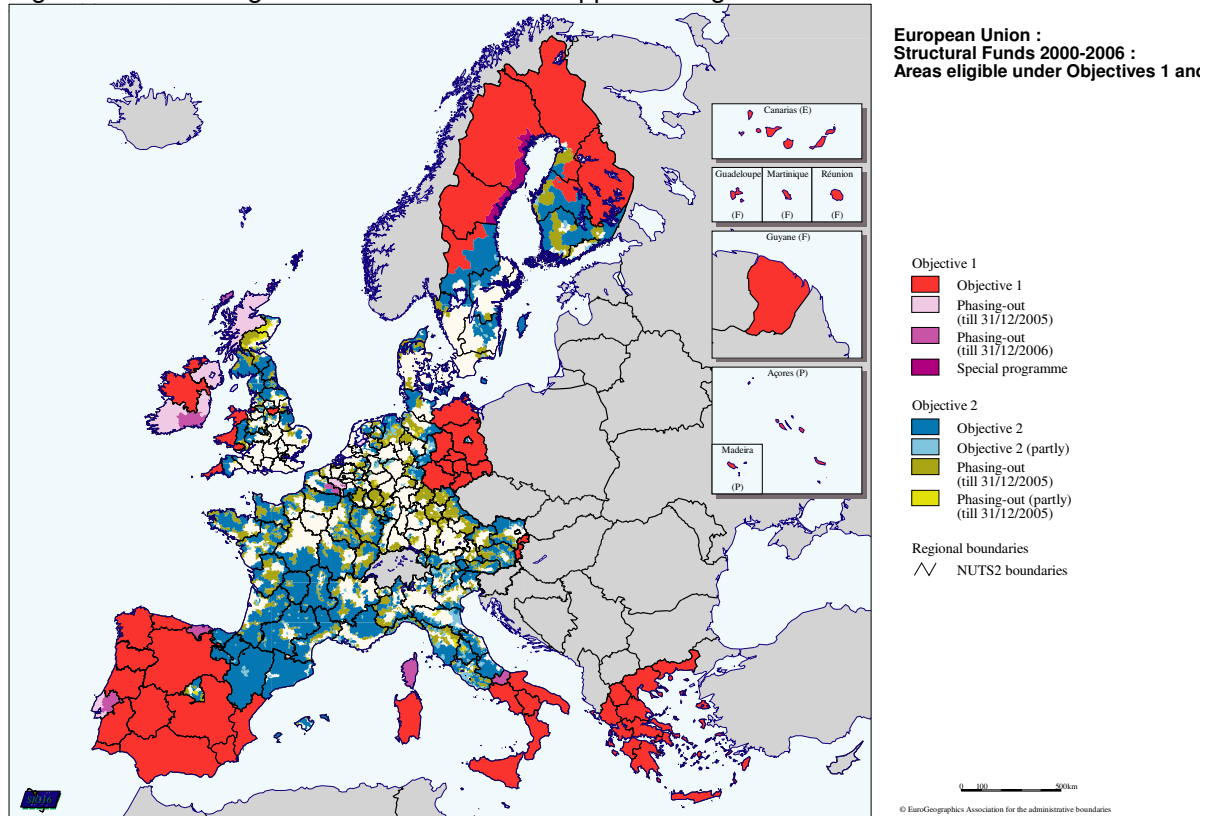 European Union :
Structural Funds 2000-2006 :
Areas eligible under Objectives 1 and
Canarias (E)
Guadeloupe
Martinique
Réunion
(F)
(F)
(F)
Guyane (F)
Açores (P)
Madeira
(P)
Objective 1
Objective 1
Phasing-out
(till 31/12/2005)
Phasing-out
(till 31/12/2006)
Special programme
Objective 2
Objective 2
Objective 2 (partly)
Phasing-out
(till 31/12/2005)
Phasing-out (partly)
(till 31/12/2005)
Regional boundaries
NUTS2 boundaries
0 100 500km
© EuroGeographics Association for the administrative boundaries